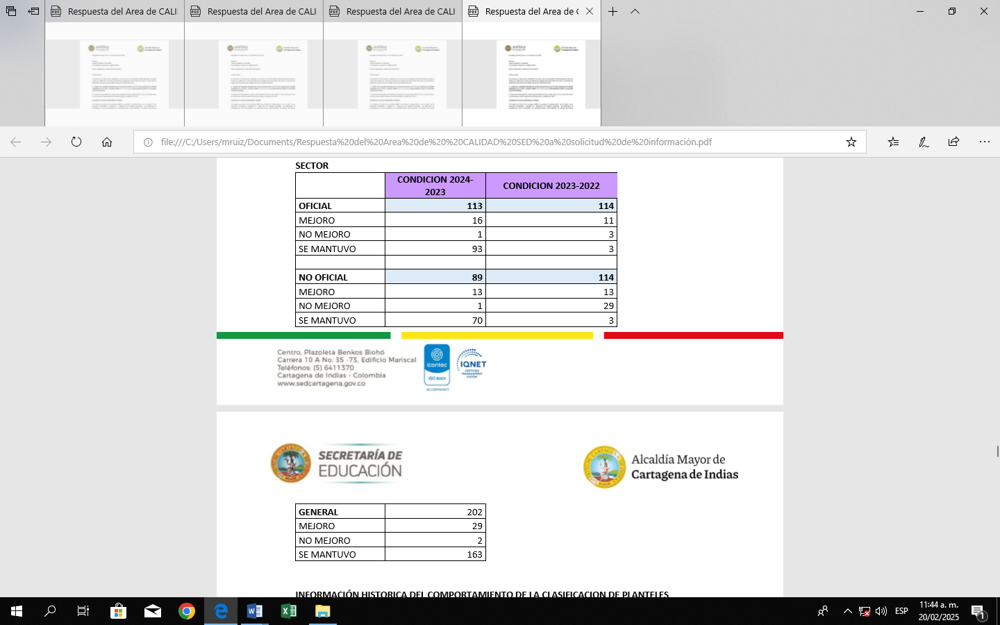 Respuesta del Area de CALI
Respuesta del Area de CALI
Respuesta del Area de CALI
Respuesta del Area de C
file:///C:/Users/mruiz/Documents/Respuesta%20del%20Area%20de%20%20CALIDAD%20SED%20a%20solicitud%20de%20información.pdf
SECTOR
CONDICION 2024-2023 CONDICION 2023-2022
OFICIAL 113 114
MEJORO 16 11
NO MEJORO 1 3
SE MANTUVO 93 3
NO OFICIAL 89 114
MEJORO 13 13
NO MEJORO 1 29
SE MANTUVO 70 3
Centro, Plazoleta Benkos Biohó
Carrera 10 A No. 35 -73, Edificio Mariscal
Teléfonos: (5) 6411370
Cartagena de Indias - Colombia
www.sedcartagena.gov.co
icontec
ISO 9001
IQNET
CERTIFIED
MANAGEMENT
SYSTEM
SECRETARÍA DE
EDUCACIÓN
Alcaldía Mayor de
Cartagena de Indias
GENERAL 202
MEJORO 29
NO MEJORO 2
SE MANTUVO 163
INFORMACIÓN HISTORICA DEL COMPORTAMIENTO DE LA CLASIFICACION DE PLANTELES
ESP
11:44 a. m.
20/02/2025
1